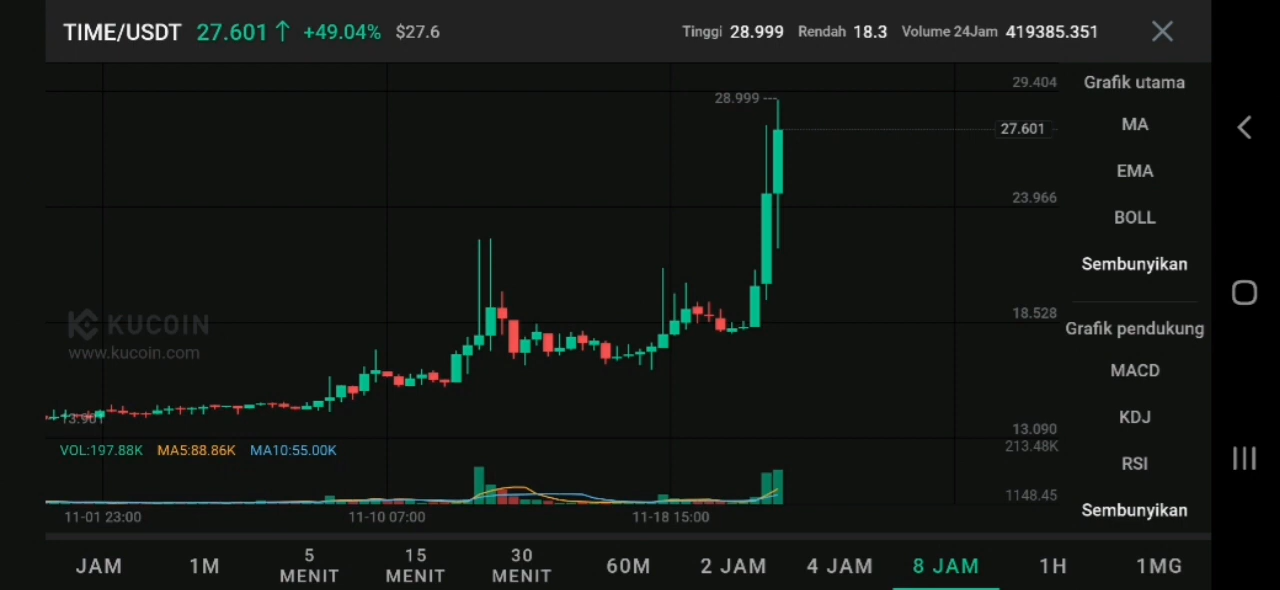 TIME/USDT 27.601 ↑ +49.04% $27.6 Tinggi 28.999 Rendah 18.3 Volume 24Jam 419385.351
29.404
28.999
27.601
23.966
18.528
13.901
13.090
KUCOIN
www.kucoin.com
Grafik utama
MA
EMA
BOLL
Sembunyikan
Grafik pendukung
MACD
KDJ
RSI
Sembunyikan
VOL:197.88K MA5:88.86K MA10:55.00K
213.48K
1148.45
11-01 23:00 11-10 07:00 11-18 15:00
JAM 1M 5 MENIT 15 MENIT 30 MENIT 60M 2 JAM 4 JAM 8 JAM 1H 1MG